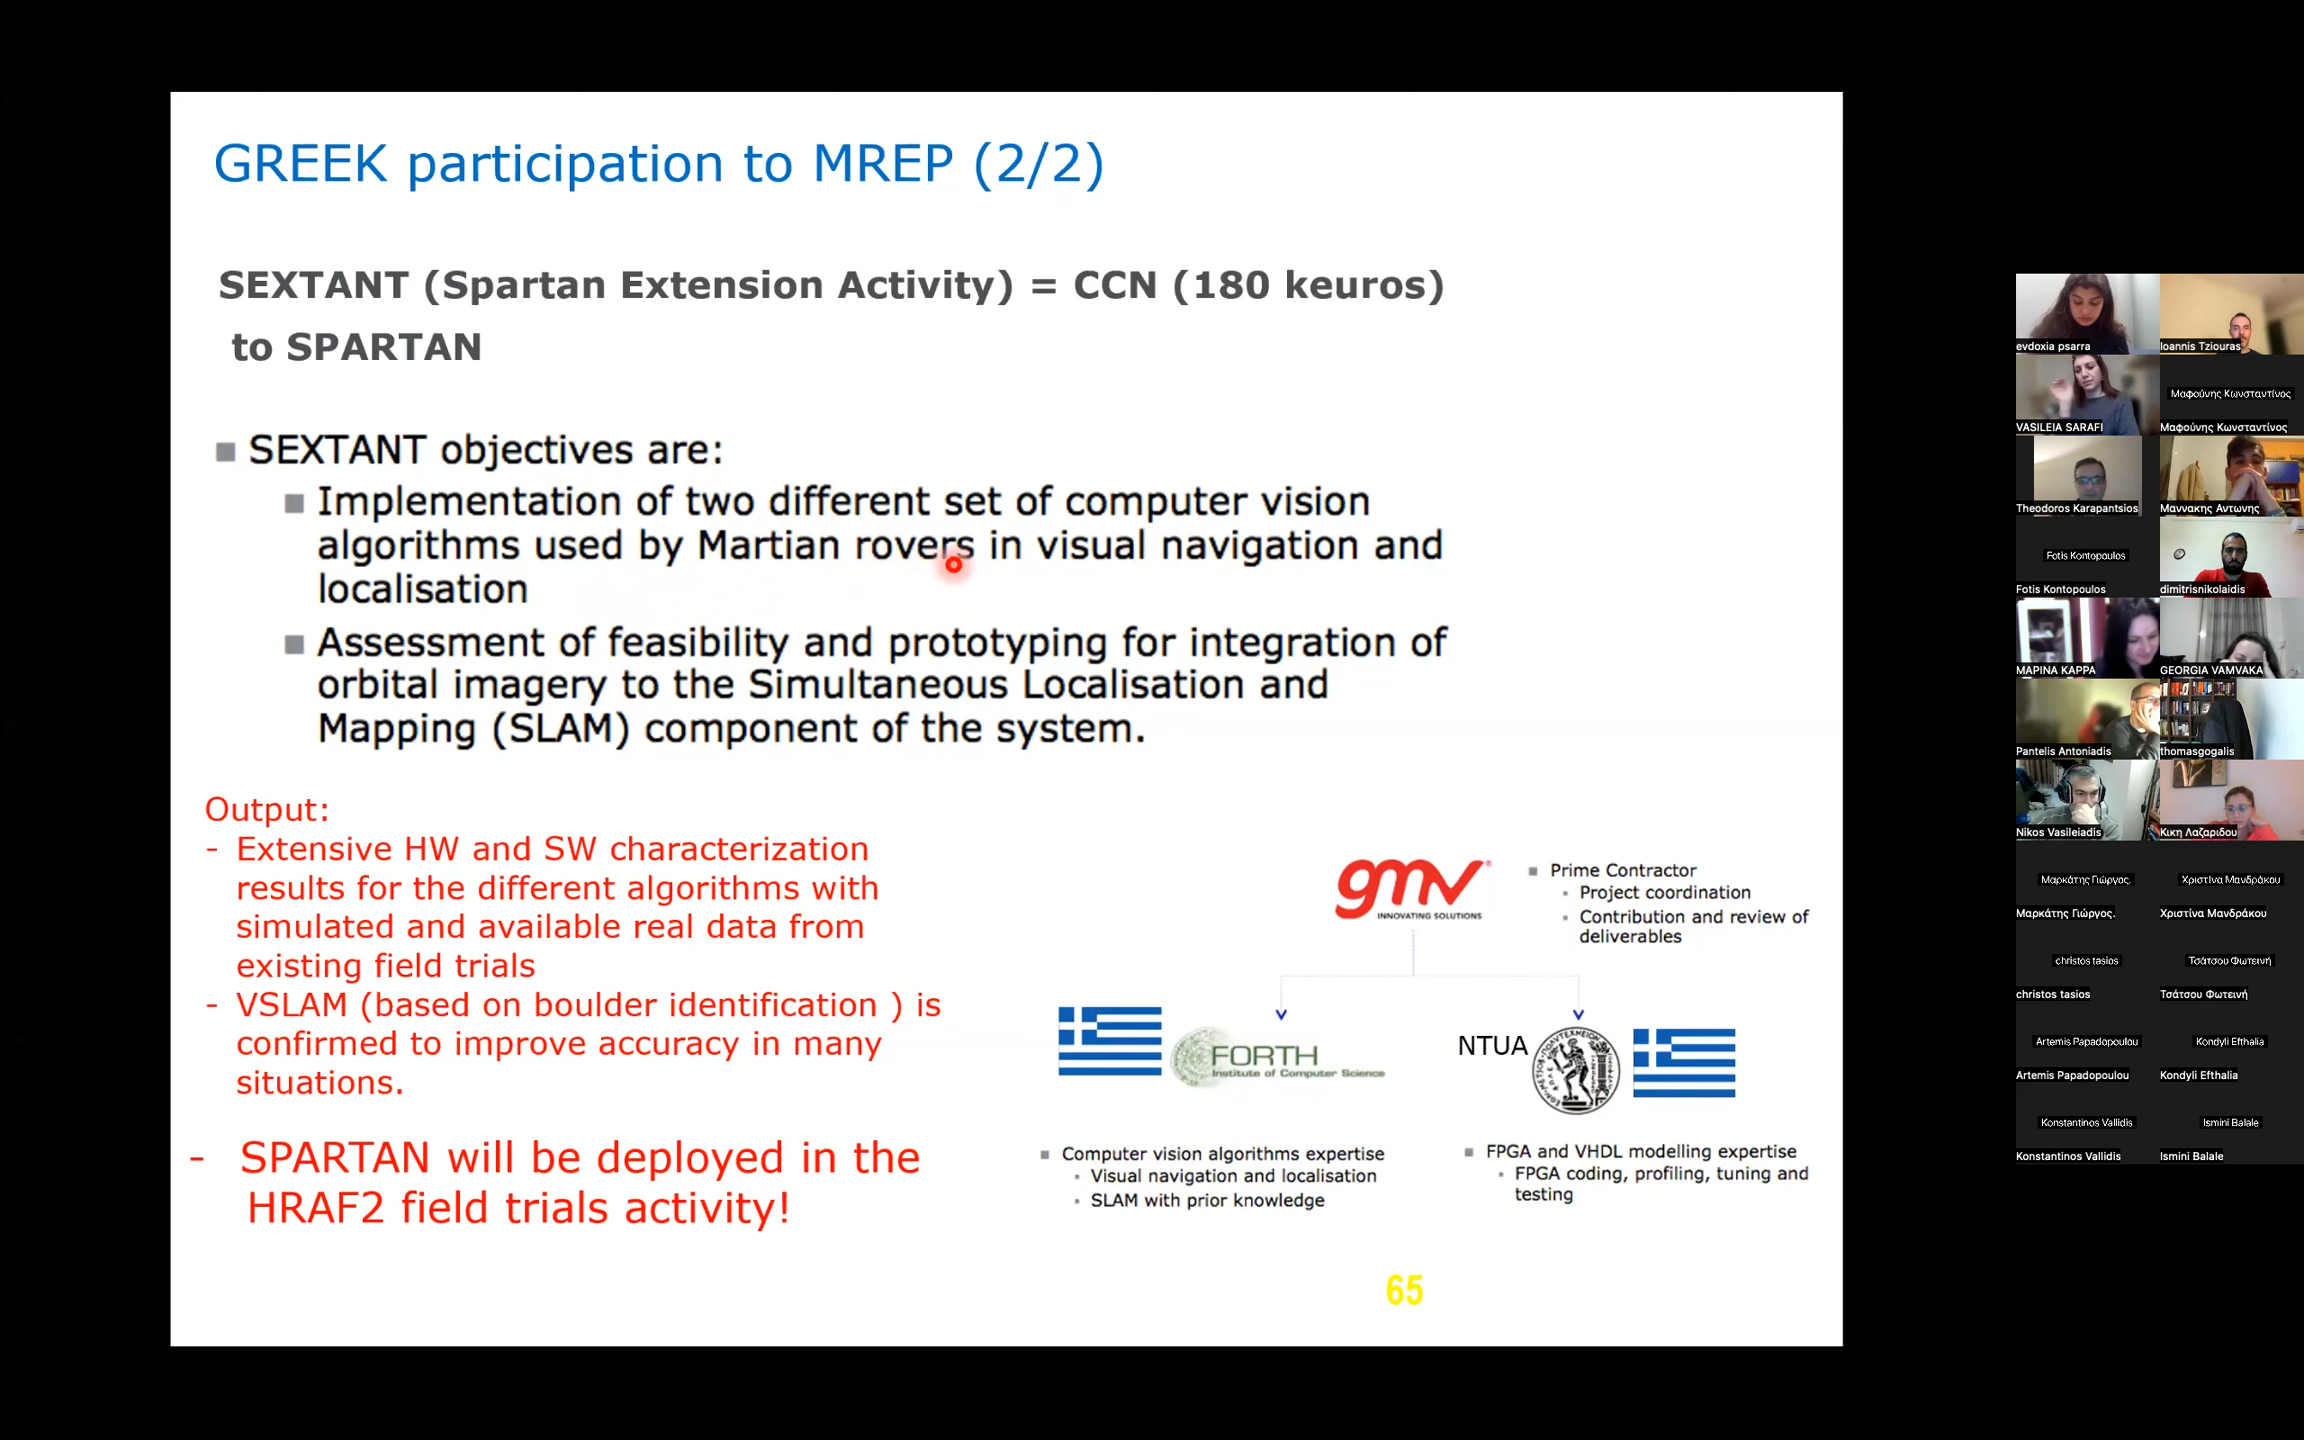 GREEK participation to MREP (2/2)
SEXTANT (Spartan Extension Activity) = CCN (180 keuros)
to SPARTAN
SEXTANT objectives are:
Implementation of two different set of computer vision
algorithms used by Martian rovers in visual navigation and
localisation
Assessment of feasibility and prototyping for integration of
orbital imagery to the Simultaneous Localisation and
Mapping (SLAM) component of the system.
Output:
- Extensive HW and SW characterization
results for the different algorithms with
simulated and available real data from
existing field trials
- VSLAM (based on boulder identification ) is
confirmed to improve accuracy in many
situations.
- SPARTAN will be deployed in the
HRAF2 field trials activity!
gmv
INNOVATING SOLUTIONS
Prime Contractor
Project coordination
Contribution and review of
deliverables
FORTH
Institute of Computer Science
NTUA
Computer vision algorithms expertise
Visual navigation and localisation
SLAM with prior knowledge
FPGA and VHDL modelling expertise
FPGA coding, profiling, tuning and
testing
65
evdoxia psarra
Ioannis Tziouras
VASILEIA SARAFI
Μαφούνης Κωνσταντίνος
Μαφούνης Κωνσταντίνος
Theodoros Karapantsios
Μαννακης Αντωνης
Fotis Kontopoulos
Fotis Kontopoulos
dimitrisnikolaidis
ΜΑΡΙΝΑ ΚΑΡΡΑ
GEORGIA VAMVAKA
Pantelis Antoniadis
thomasgogalis
Nikos Vasileiadis
Κικη Λαζαριδου
Μαρκάτης Γιώργος.
Χριστίνα Μανδράκου
Μαρκάτης Γιώργος.
Χριστίνα Μανδράκου
christos tasios
Τσάτσου Φωτεινή
christos tasios
Τσάτσου Φωτεινή
Artemis Papadopoulou
Kondyli Efthalia
Artemis Papadopoulou
Kondyli Efthalia
Konstantinos Vallidis
Ismini Balale
Konstantinos Vallidis
Ismini Balale